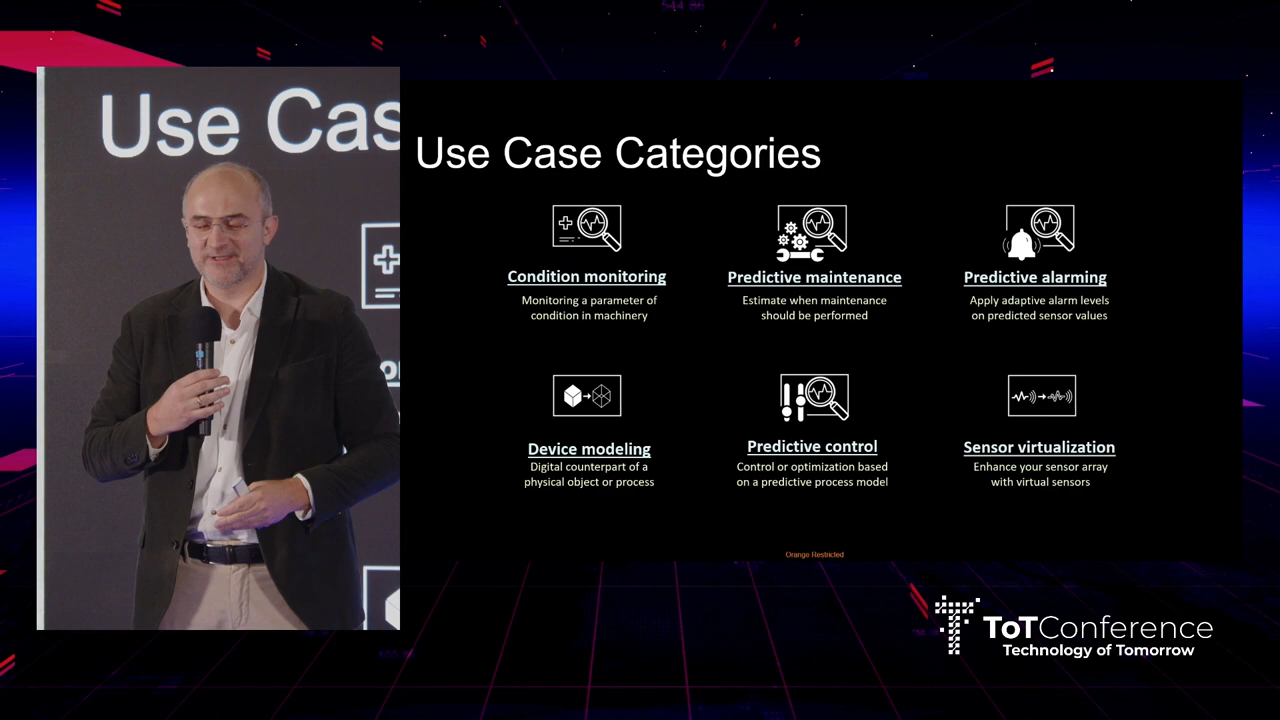 Use Cas
Use Case Categories
Condition monitoring
Monitoring a parameter of
condition in machinery
Predictive maintenance
Estimate when maintenance
should be performed
Predictive alarming
Apply adaptive alarm levels
on predicted sensor values
Device modeling
Digital counterpart of a
physical object or process
Predictive control
Control or optimization based
on a predictive process model
Sensor virtualization
Enhance your sensor array
with virtual sensors
Orange Restricted
ToTConference
Technology of Tomorrow